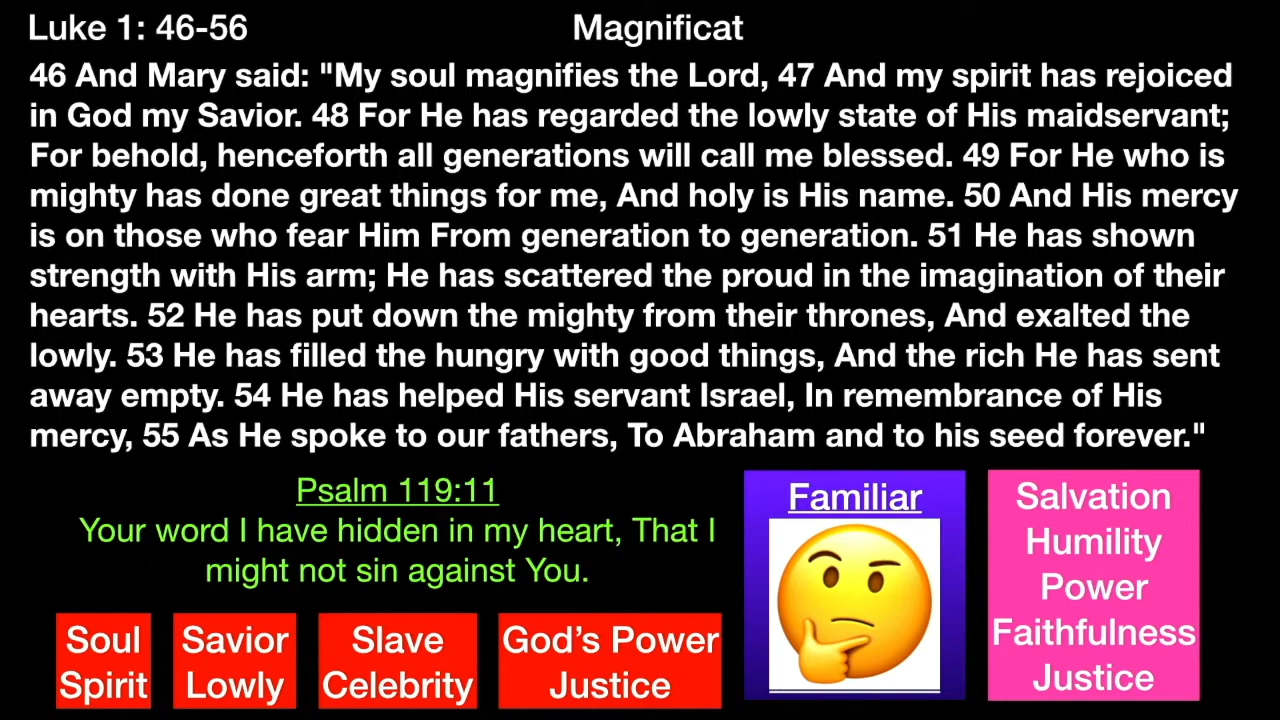 Luke 1: 46-56
Magnificat
46 And Mary said: "My soul magnifies the Lord, 47 And my spirit has rejoiced
in God my Savior. 48 For He has regarded the lowly state of His maidservant;
For behold, henceforth all generations will call me blessed. 49 For He who is
mighty has done great things for me, And holy is His name. 50 And His mercy
is on those who fear Him From generation to generation. 51 He has shown
strength with His arm; He has scattered the proud in the imagination of their
hearts. 52 He has put down the mighty from their thrones, And exalted the
lowly. 53 He has filled the hungry with good things, And the rich He has sent
away empty. 54 He has helped His servant Israel, In remembrance of His
mercy, 55 As He spoke to our fathers, To Abraham and to his seed forever."
Psalm 119:11
Your word I have hidden in my heart, That I
might not sin against You.
Soul
Spirit
Savior
Lowly
Slave
Celebrity
God's Power
Justice
Familiar
Salvation
Humility
Power
Faithfulness
Justice